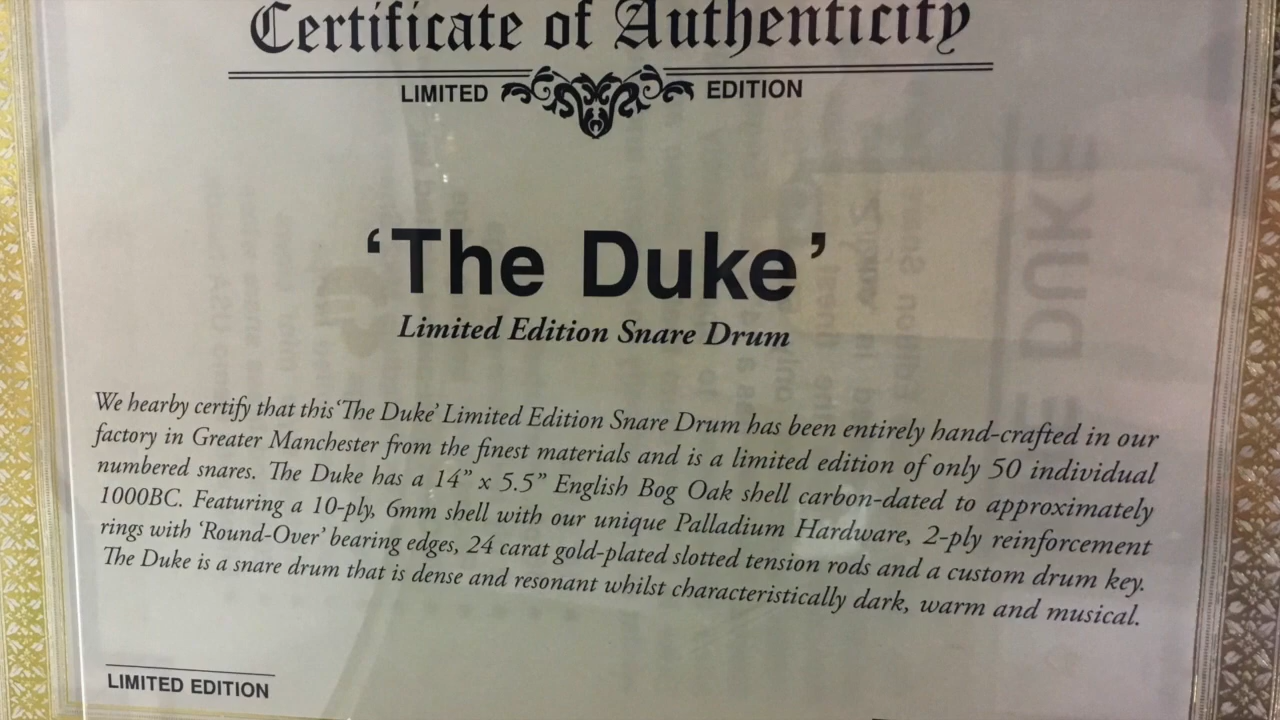 Certificate of Authenticity
LIMITED EDITION
‘The Duke’
Limited Edition Snare Drum
We hearby certify that this ‘The Duke’ Limited Edition Snare Drum has been entirely hand-crafted in our
factory in Greater Manchester from the finest materials and is a limited edition of only 50 individual
numbered snares. The Duke has a 14” x 5.5” English Bog Oak shell carbon-dated to approximately
1000BC. Featuring a 10-ply, 6mm shell with our unique Palladium Hardware, 2-ply reinforcement
rings with ‘Round-Over’ bearing edges, 24 carat gold-plated slotted tension rods and a custom drum key.
The Duke is a snare drum that is dense and resonant whilst characteristically dark, warm and musical.
LIMITED EDITION
DUKE